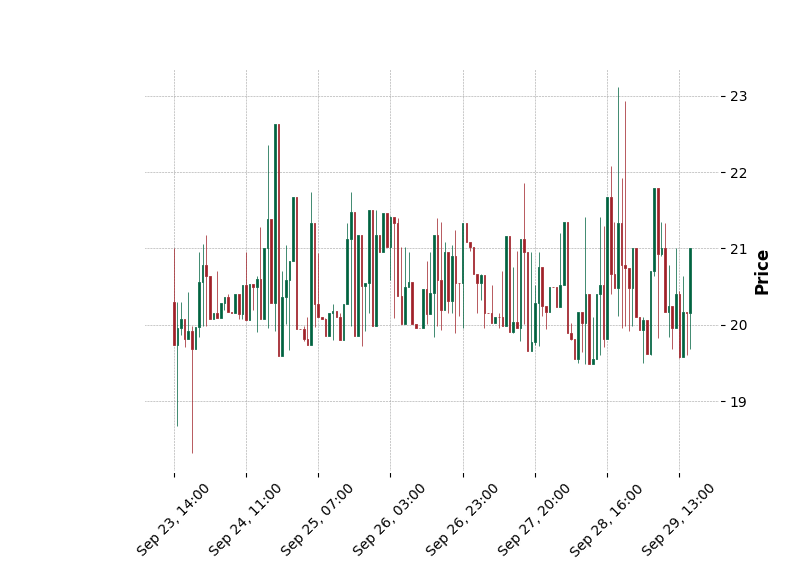 23
22
21
20
19
Price
Sep 23, 14:00
Sep 24, 11:00
Sep 25, 07:00
Sep 26, 03:00
Sep 26, 23:00
Sep 27, 20:00
Sep 28, 16:00
Sep 29, 13:00